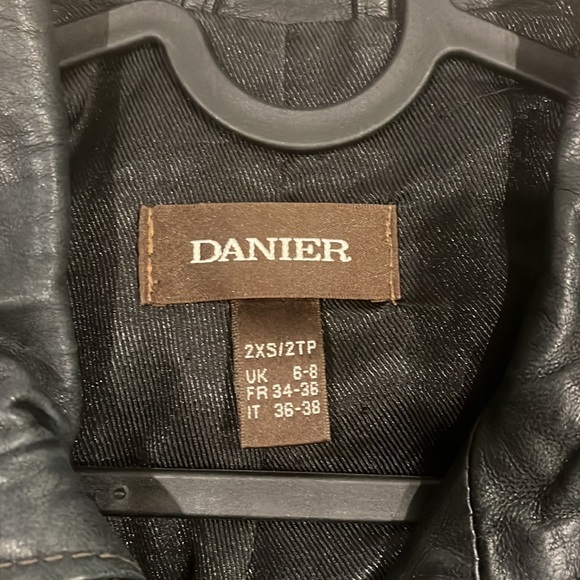 DANIER
2XS/2TP
UK 6-8
FR 34-36
IT 36-38